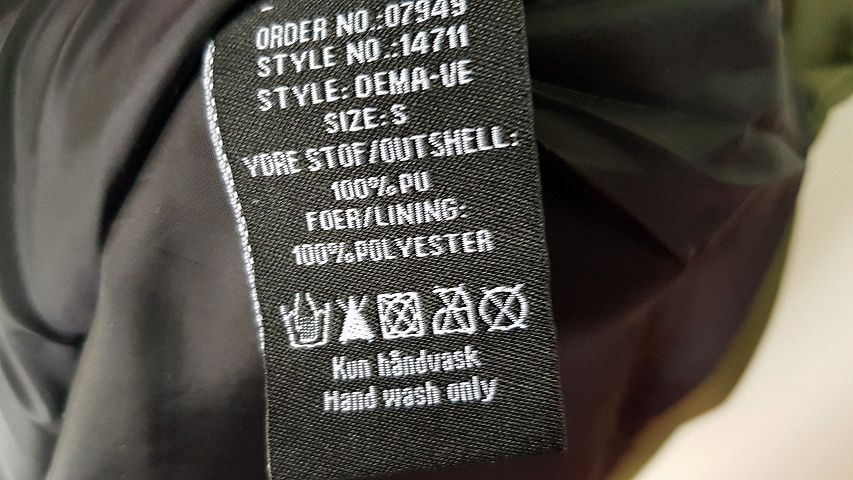 ORDER NO.:07949
STYLE NO.:14711
STYLE: DEMA-UE
SIZE: S
YDRE STOF/OUTSHELL:
100% PU
FOER/LINING:
100% POLYESTER
Kun håndvask
Hand wash only